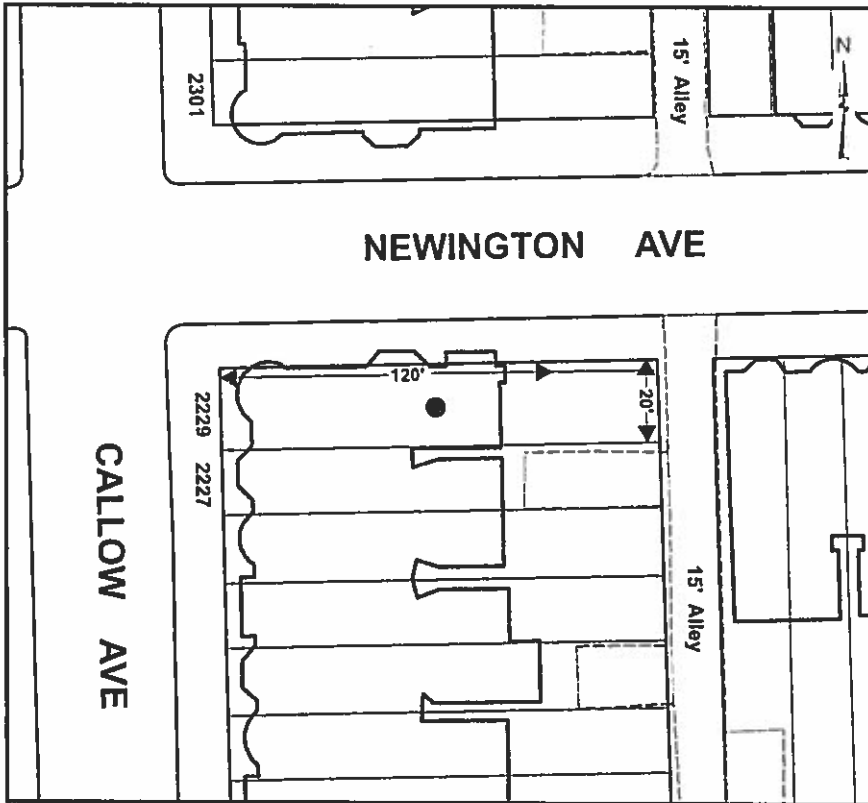 2301
15' Alley
N
NEWINGTON AVE
120'
20'
2229
2227
CALLOW AVE
15' Alley